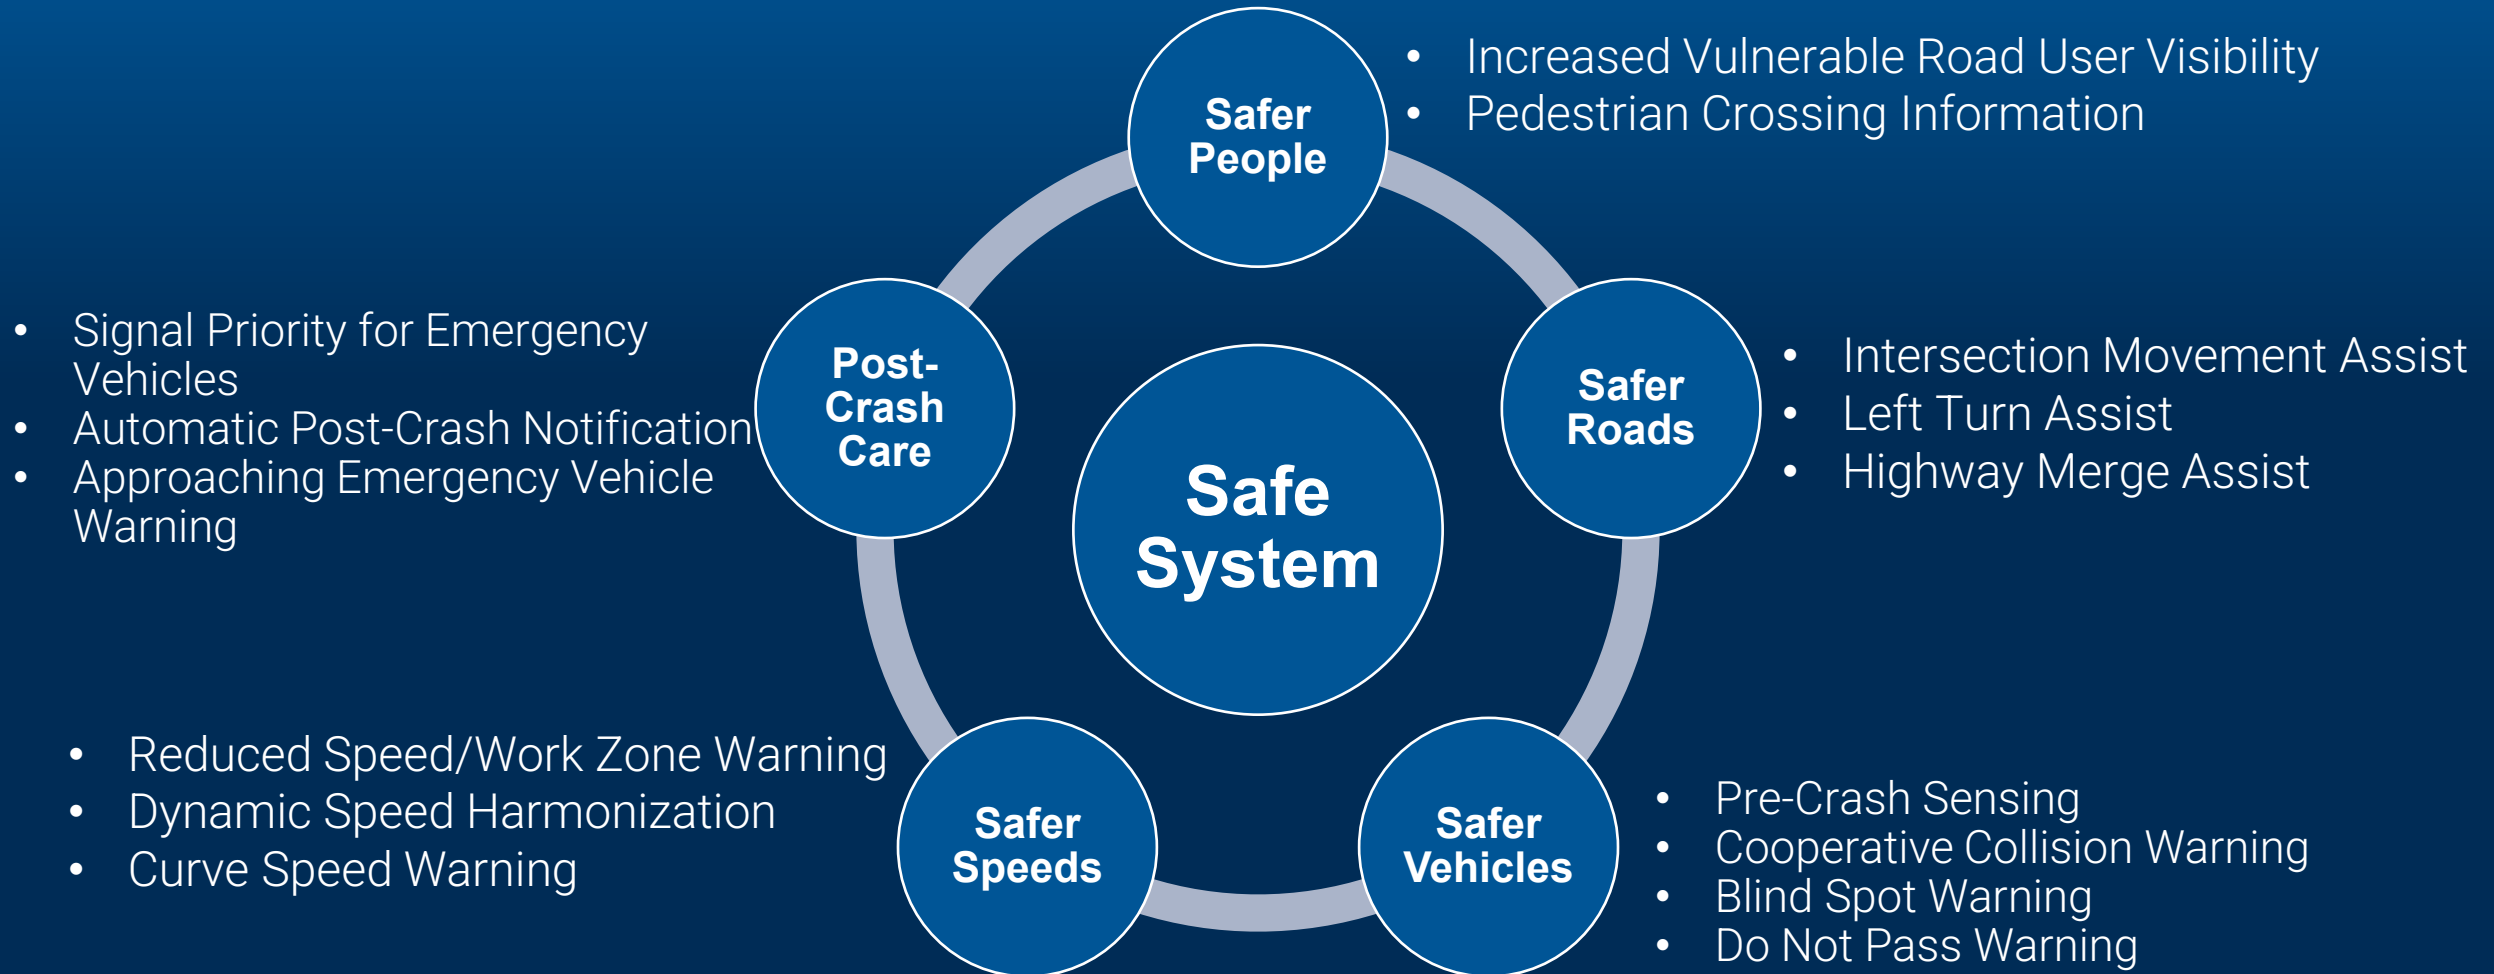 Safer
People
• Increased Vulnerable Road User Visibility
• Pedestrian Crossing Information
Safer
Roads
• Intersection Movement Assist
• Left Turn Assist
• Highway Merge Assist
Safer
Vehicles
• Pre-Crash Sensing
• Cooperative Collision Warning
• Blind Spot Warning
• Do Not Pass Warning
Safer
Speeds
• Reduced Speed/Work Zone Warning
• Dynamic Speed Harmonization
• Curve Speed Warning
Post-
Crash
Care
• Signal Priority for Emergency
Vehicles
• Automatic Post-Crash Notification
• Approaching Emergency Vehicle
Warning
Safe
System